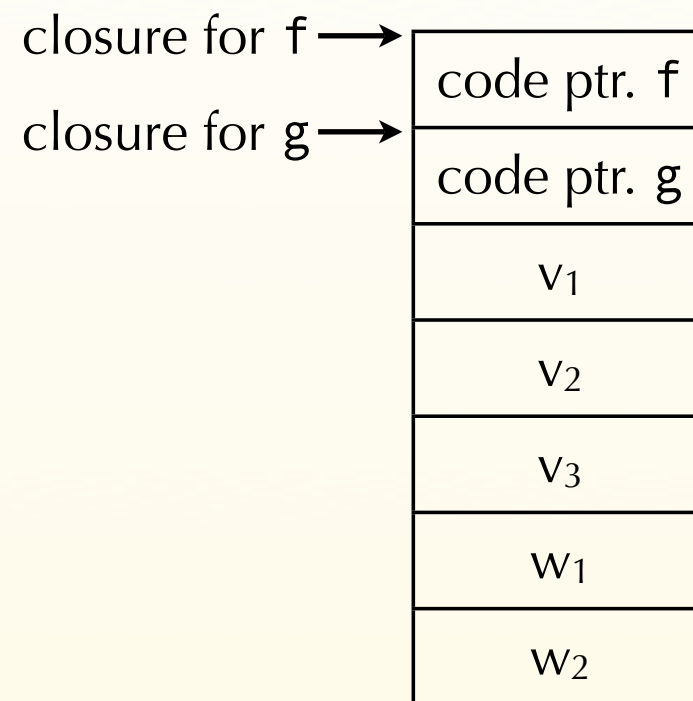 closure for f
code ptr. f
closure for g
code ptr. g
v1
v2
v3
w1
w2